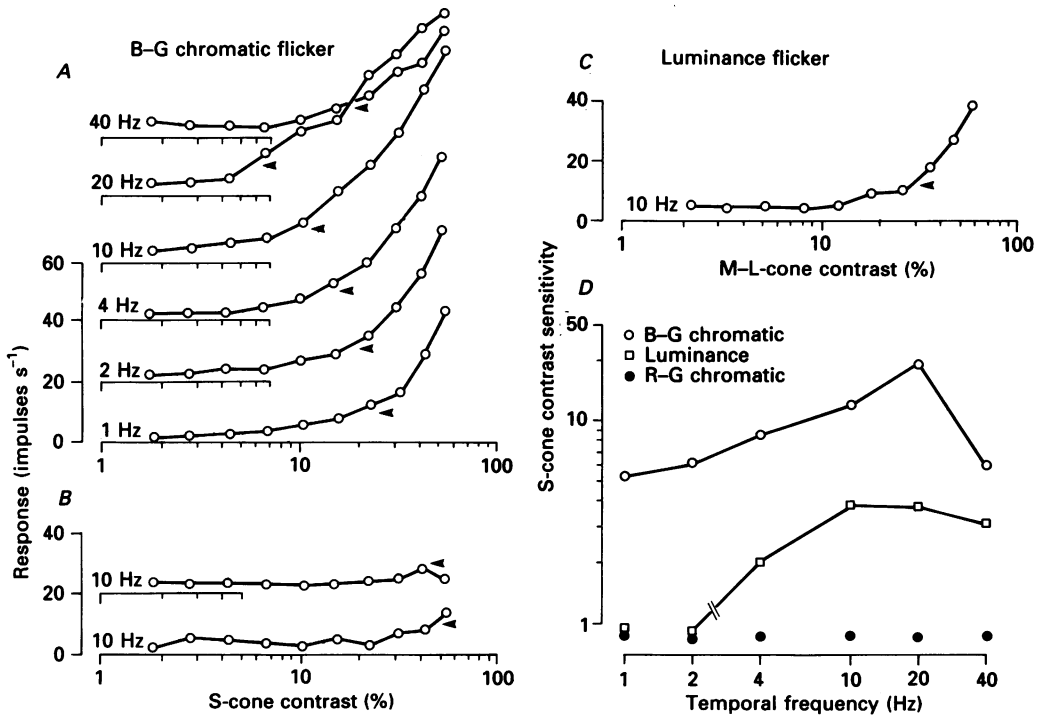 B–G chromatic flicker
A
40 Hz
20 Hz
10 Hz
60
4 Hz
40
2 Hz
20
1 Hz
0
1 10 100
B
40
10 Hz
20
10 Hz
0
1 10 100
S-cone contrast (%)
Response (impulses s⁻¹)
C
Luminance flicker
40
20
10 Hz
0
1 10 100
M–L-cone contrast (%)
D
50
B–G chromatic
Luminance
R–G chromatic
10
1
1 2 4 10 20 40
Temporal frequency (Hz)
S-cone contrast sensitivity